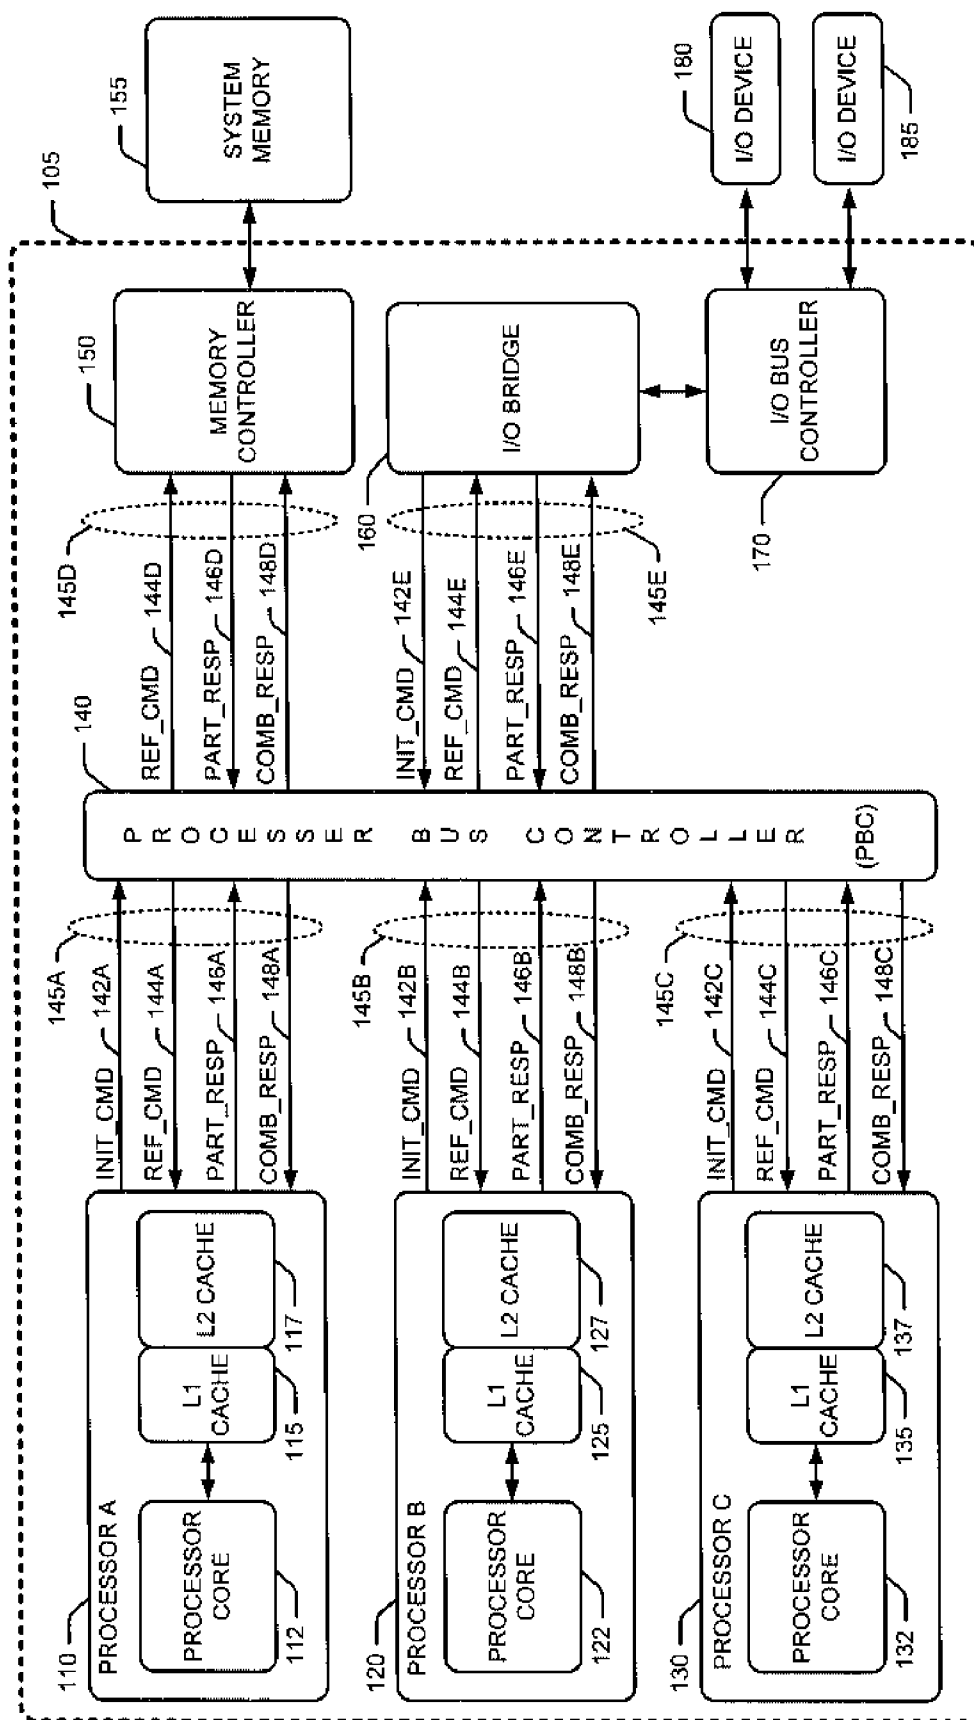 110
PROCESSOR A
PROCESSOR
CORE
112
L1
CACHE
115
L2 CACHE
117
INIT_CMD
142A
REF_CMD
144A
PART_RESP
146A
COMB_RESP
148A
145A
120
PROCESSOR B
PROCESSOR
CORE
122
L1
CACHE
125
L2 CACHE
127
INIT_CMD
142B
REF_CMD
144B
PART_RESP
146B
COMB_RESP
148B
145B
130
PROCESSOR C
PROCESSOR
CORE
132
L1
CACHE
135
L2 CACHE
137
INIT_CMD
142C
REF_CMD
144C
PART_RESP
146C
COMB_RESP
148C
145C
140
PROCESSER BUS CONTROLLER
(PBC)
REF_CMD
144D
PART_RESP
146D
COMB_RESP
148D
145D
INIT_CMD
142E
REF_CMD
144E
PART_RESP
146E
COMB_RESP
148E
145E
150
MEMORY
CONTROLLER
160
I/O BRIDGE
170
I/O BUS
CONTROLLER
105
155
SYSTEM
MEMORY
180
I/O DEVICE
I/O DEVICE
185